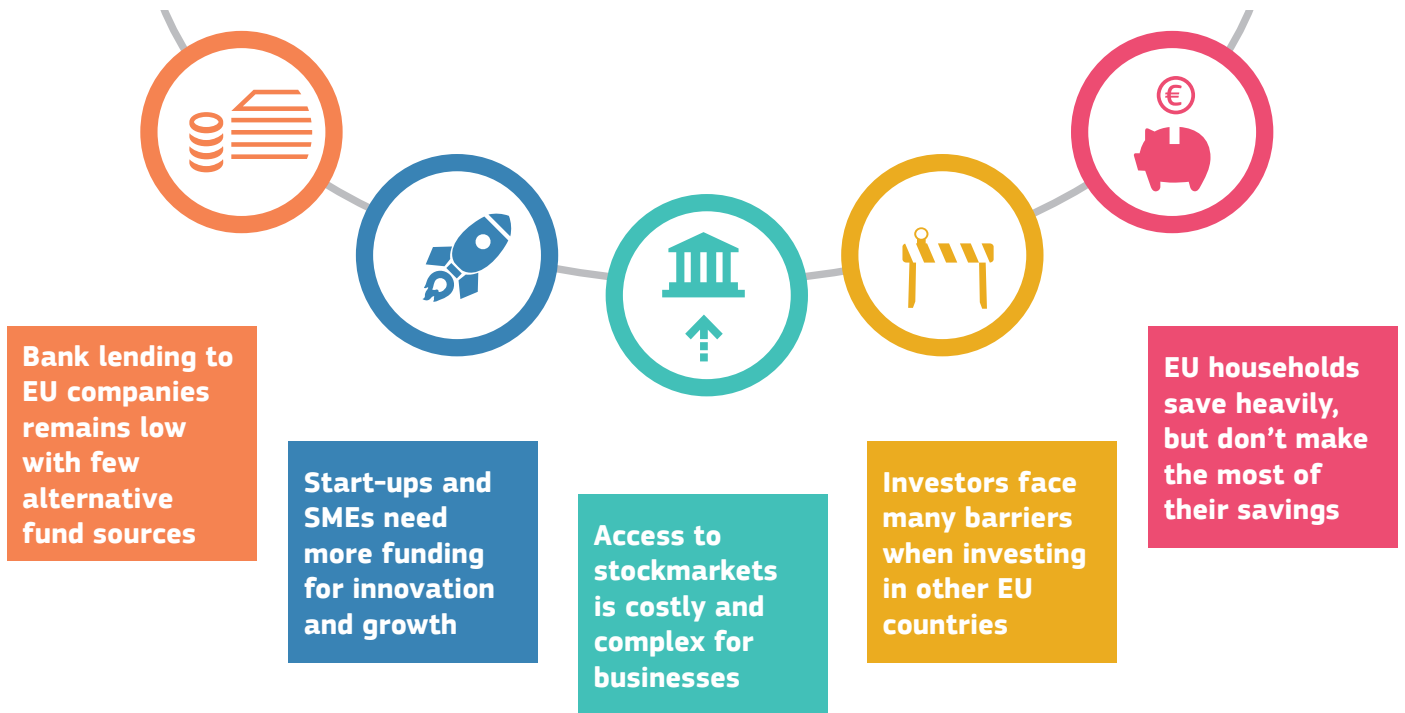 €
Bank lending to
EU companies
remains low
with few
alternative
fund sources
Start-ups and
SMEs need
more funding
for innovation
and growth
Access to
stockmarkets
is costly and
complex for
businesses
Investors face
many barriers
when investing
in other EU
countries
EU households
save heavily,
but don't make
the most of
their savings